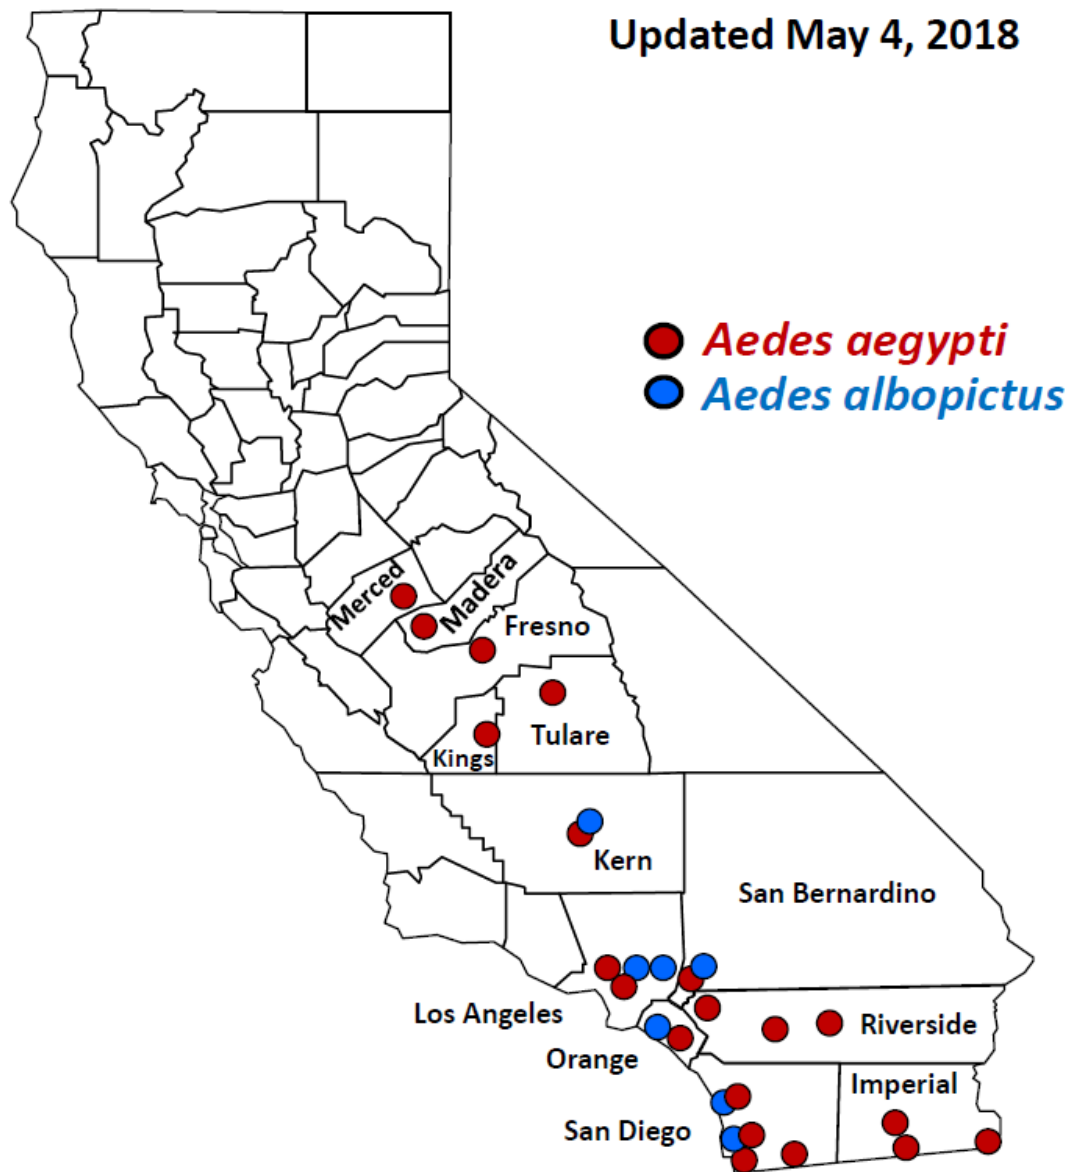 Updated May 4, 2018
Aedes aegypti
Aedes albopictus
Merced
Madera
Fresno
Tulare
Kings
Kern
San Bernardino
Los Angeles
Riverside
Orange
Imperial
San Diego